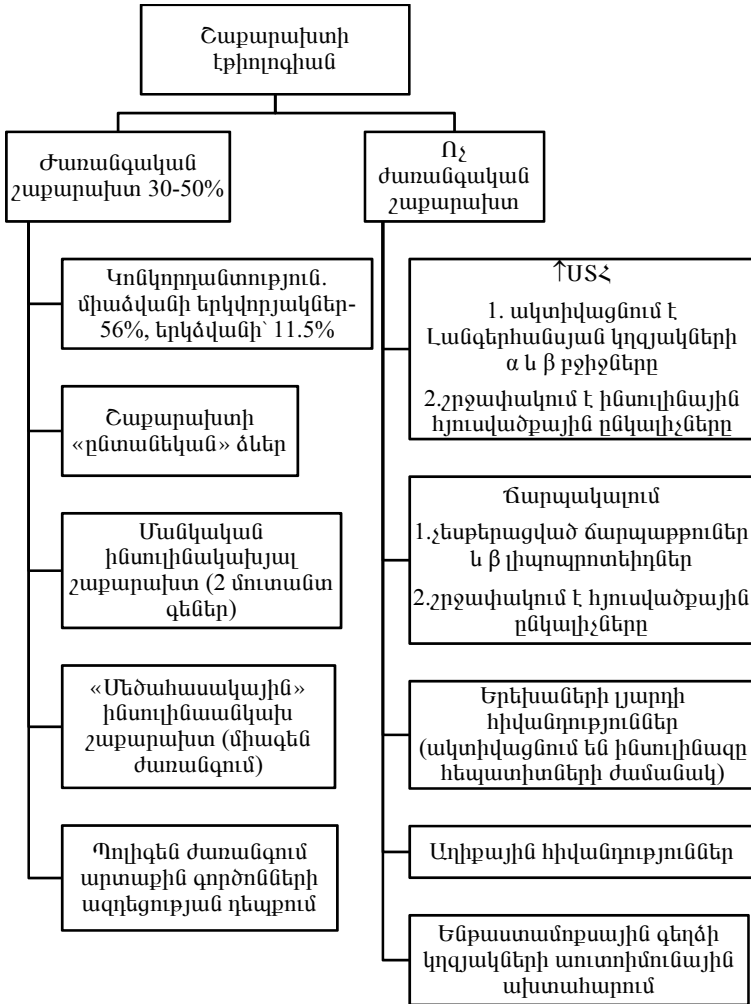 Շաքարախտի
էթիոլոգիան
Ժառանգական
շաքարախտ 30-50%
Կոնկորդանտություն.
միաձվանի երկվորյակներ-
56%, երկձվանի` 11.5%
Շաքարախտի
«ընտանեկան» ձևեր
Մանկական
ինսուլինակախյալ
շաքարախտ (2 մուտանտ
գեներ)
«Մեծահասակային»
ինսուլինաանկախ
շաքարախտ (միագեն
ժառանգում)
Պոլիգեն ժառանգում
արտաքին գործոնների
ազդեցության դեպքում
Ոչ
ժառանգական
շաքարախտ
↑ՍՏՀ
1. ակտիվացնում է
Լանգերհանսյան կղզյակների
α և β բջիջները
2.շրջափակում է ինսուլինային
հյուսվածքային ընկալիչները
Ճարպակալում
1.չեսթերացված ճարպաթթուներ
և β լիպոպրոտեիդներ
2.շրջափակում է հյուսվածքային
ընկալիչները
Երեխաների լյարդի
հիվանդություններ
(ակտիվացնում են ինսուլինազը
հեպատիտների ժամանակ)
Աղիքային հիվանդություններ
Ենթաստամոքսային գեղձի
կղզյակների աուտոիմունային
ախտահարում